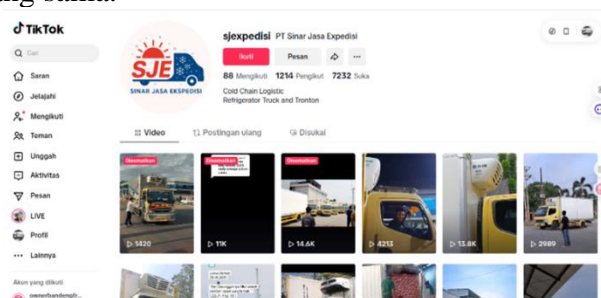 TikTok
Cari
Saran
Jelajahi
Mengikuti
Teman
Unggah
Aktivitas
Pesan
LIVE
Profil
Lainnya
Akun yang diikuti
sjexpedisi PT Sinar Jasa Expedisi
Ikuti Pesan
88 Mengikuti 1214 Pengikut 7232 Suka
Cold Chain Logistic
Refrigerator Truck and Tronton
SJE
SINAR JASA EKSPEDISI
Video Postingan ulang Disukai
Disematkan Disematkan Disematkan
1420 11K 14.6K 4213 13.8K 2989